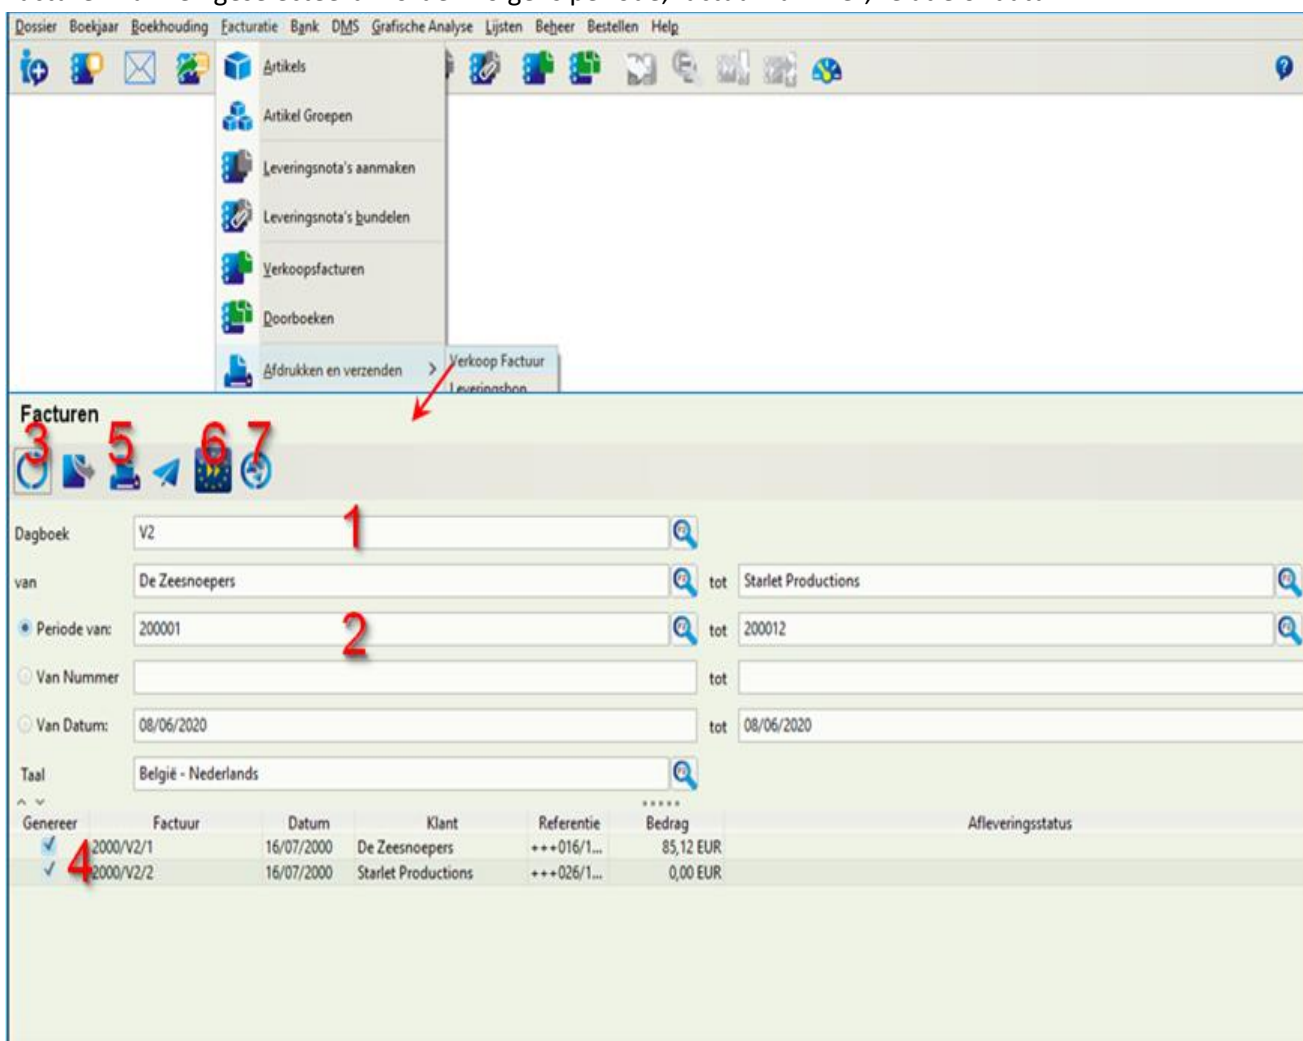 Dossier Boekjaar Boekhouding Facturatie Bank DMS Grafische Analyse Lijsten Beheer Bestellen Help
Artikels
Artikel Groepen
Leveringsnota's aanmaken
Leveringsnota's bundelen
Verkoopsfacturen
Doorboeken
Afdrukken en verzenden > Verkoop Factuur
Leveringsbon
Facturen
3 5 6 7
1
Dagboek V2
van De Zeesnoepers tot Starlet Productions
Periode van: 200001 2 tot 200012
Van Nummer tot
Van Datum: 08/06/2020 tot 08/06/2020
Taal België - Nederlands
Genereer Factuur Datum Klant Referentie Bedrag Afleveringsstatus
2000/V2/1 16/07/2000 De Zeesnoepers +++016/1... 85,12 EUR
4 2000/V2/2 16/07/2000 Starlet Productions +++026/1... 0,00 EUR